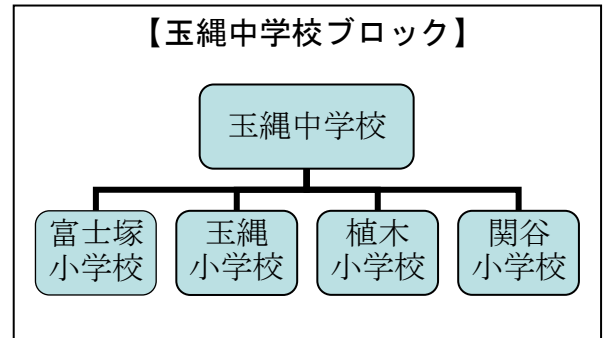 【玉縄中学校ブロック】
玉縄中学校
富士塚
小学校
玉縄
小学校
植木
小学校
関谷
小学校